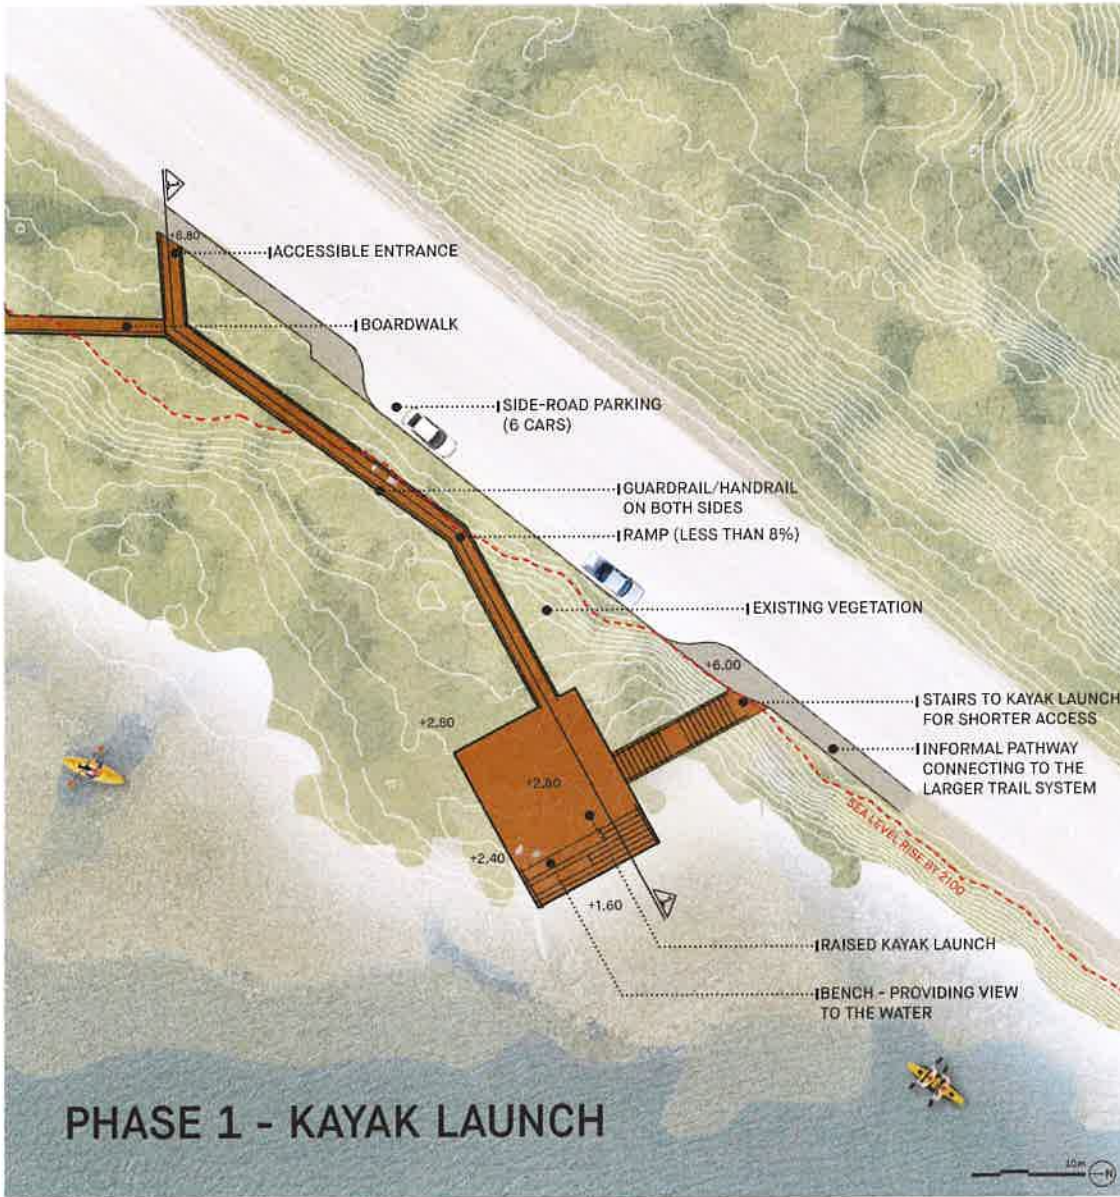 +6.80
ACCESSIBLE ENTRANCE
BOARDWALK
SIDE-ROAD PARKING
(6 CARS)
GUARDRAIL/HANDRAIL
ON BOTH SIDES
RAMP (LESS THAN 8%)
EXISTING VEGETATION
+6.00
STAIRS TO KAYAK LAUNCH
FOR SHORTER ACCESS
INFORMAL PATHWAY
CONNECTING TO THE
LARGER TRAIL SYSTEM
+2.80
+2.80
SEA LEVEL RISE BY 2100
+2.40
+1.60
RAISED KAYAK LAUNCH
BENCH - PROVIDING VIEW
TO THE WATER
PHASE 1 - KAYAK LAUNCH
10m
N